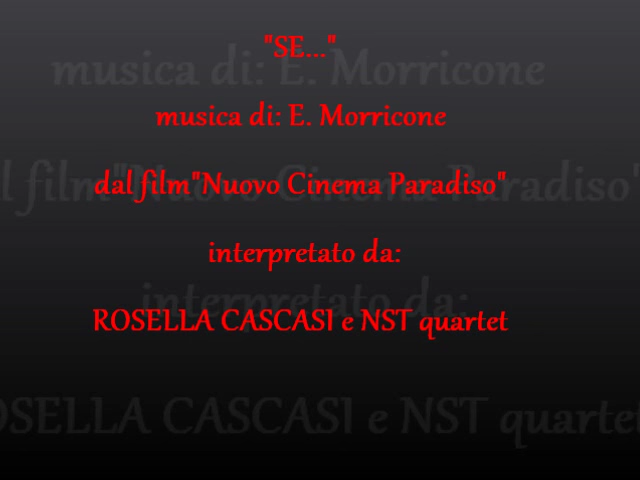 "SE..."
musica di: E. Morricone
dal film"Nuovo Cinema Paradiso"
interpretato da:
ROSELLA CASCASI e NST quartet